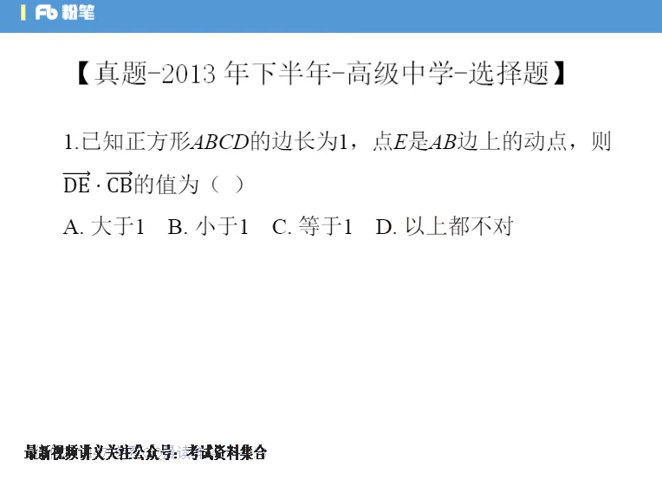 粉笔
【真题-2013 年下半年-高级中学-选择题】
1.已知正方形ABCD的边长为1，点E是AB边上的动点，则
DE · CB的值为（ ）
A. 大于1 B. 小于1 C. 等于1 D. 以上都不对
最新视频讲义关注公众号：考试资料集合